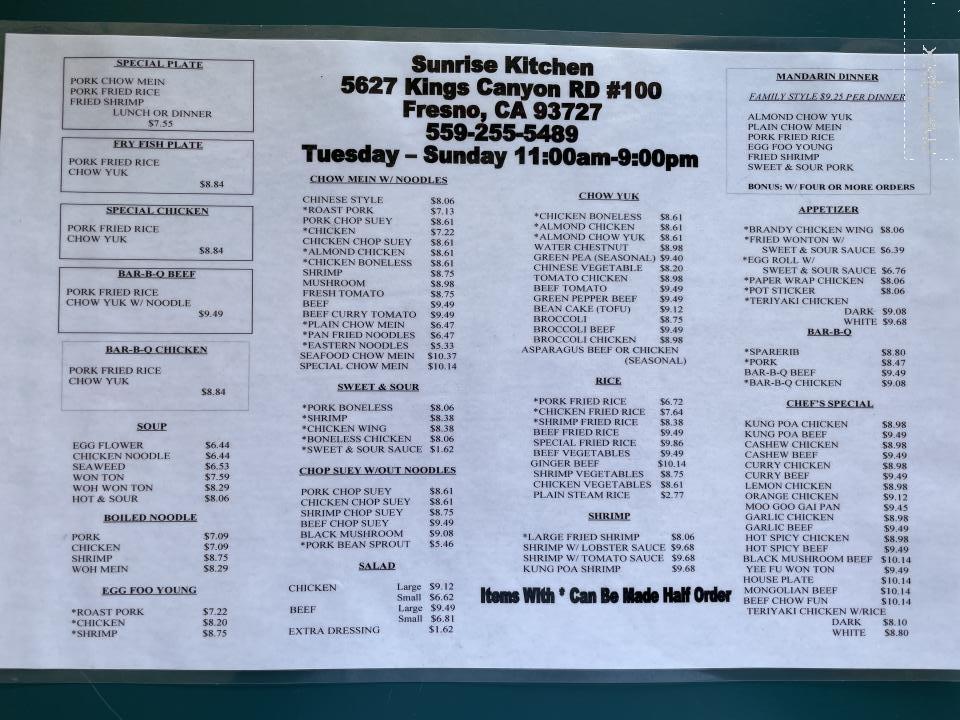 Sunrise Kitchen
5627 Kings Canyon RD #100
Fresno, CA 93727
559-255-5489
Tuesday – Sunday 11:00am-9:00pm
SPECIAL PLATE
PORK CHOW MEIN
PORK FRIED RICE
FRIED SHRIMP
LUNCH OR DINNER
$7.55
FRY FISH PLATE
PORK FRIED RICE
CHOW YUK
$8.84
SPECIAL CHICKEN
PORK FRIED RICE
CHOW YUK
$8.84
BAR-B-Q BEEF
PORK FRIED RICE
CHOW YUK W/ NOODLE
$9.49
BAR-B-Q CHICKEN
PORK FRIED RICE
CHOW YUK
$8.84
SOUP
EGG FLOWER $6.44
CHICKEN NOODLE $6.44
SEAWEED $6.53
WON TON $7.59
WOH WON TON $8.29
HOT & SOUR $8.06
BOILED NOODLE
PORK $7.09
CHICKEN $7.09
SHRIMP $8.75
WOH MEIN $8.29
EGG FOO YOUNG
*ROAST PORK $7.22
*CHICKEN $8.20
*SHRIMP $8.75
CHOW MEIN W/ NOODLES
CHINESE STYLE $8.06
*ROAST PORK $7.13
PORK CHOP SUEY $8.61
*CHICKEN $7.22
CHICKEN CHOP SUEY $8.61
*ALMOND CHICKEN $8.61
*CHICKEN BONELESS $8.61
SHRIMP $8.75
MUSHROOM $8.98
FRESH TOMATO $8.75
BEEF $9.49
BEEF CURRY TOMATO $9.49
*PLAIN CHOW MEIN $6.47
*PAN FRIED NOODLES $6.47
*EASTERN NOODLES $5.33
SEAFOOD CHOW MEIN $10.37
SPECIAL CHOW MEIN $10.14
SWEET & SOUR
*PORK BONELESS $8.06
*SHRIMP $8.38
*CHICKEN WING $8.38
*BONELESS CHICKEN $8.06
*SWEET & SOUR SAUCE $1.62
CHOP SUEY W/OUT NOODLES
PORK CHOP SUEY $8.61
CHICKEN CHOP SUEY $8.61
SHRIMP CHOP SUEY $8.75
BEEF CHOP SUEY $9.49
BLACK MUSHROOM $9.08
*PORK BEAN SPROUT $5.46
SALAD
CHICKEN Large $9.12
Small $6.62
BEEF Large $9.49
Small $6.81
EXTRA DRESSING $1.62
CHOW YUK
*CHICKEN BONELESS $8.61
*ALMOND CHICKEN $8.61
*ALMOND CHOW YUK $8.61
WATER CHESTNUT $8.98
GREEN PEA (SEASONAL) $9.40
CHINESE VEGETABLE $8.20
TOMATO CHICKEN $8.98
BEEF TOMATO $9.49
GREEN PEPPER BEEF $9.49
BEAN CAKE (TOFU) $9.12
BROCCOLI $8.75
BROCCOLI BEEF $9.49
BROCCOLI CHICKEN $8.98
ASPARAGUS BEEF OR CHICKEN
(SEASONAL)
RICE
*PORK FRIED RICE $6.72
*CHICKEN FRIED RICE $7.64
*SHRIMP FRIED RICE $8.38
BEEF FRIED RICE $9.49
SPECIAL FRIED RICE $9.86
BEEF VEGETABLES $9.49
GINGER BEEF $10.14
SHRIMP VEGETABLES $8.75
CHICKEN VEGETABLES $8.61
PLAIN STEAM RICE $2.77
SHRIMP
*LARGE FRIED SHRIMP $8.06
SHRIMP W/ LOBSTER SAUCE $9.68
SHRIMP W/ TOMATO SAUCE $9.68
KUNG POA SHRIMP $9.68
Items With * Can Be Made Half Order
MANDARIN DINNER
FAMILY STYLE $9.25 PER DINNER
ALMOND CHOW YUK
PLAIN CHOW MEIN
PORK FRIED RICE
EGG FOO YOUNG
FRIED SHRIMP
SWEET & SOUR PORK
BONUS: W/ FOUR OR MORE ORDERS
APPETIZER
*BRANDY CHICKEN WING $8.06
*FRIED WONTON W/
SWEET & SOUR SAUCE $6.39
*EGG ROLL W/
SWEET & SOUR SAUCE $6.76
*PAPER WRAP CHICKEN $8.06
*POT STICKER $8.06
*TERIYAKI CHICKEN
DARK $9.08
WHITE $9.68
BAR-B-Q
*SPARERIB $8.80
*PORK $8.47
BAR-B-Q BEEF $9.49
*BAR-B-Q CHICKEN $9.08
CHEF'S SPECIAL
KUNG POA CHICKEN $8.98
KUNG POA BEEF $9.49
CASHEW CHICKEN $8.98
CASHEW BEEF $9.49
CURRY CHICKEN $8.98
CURRY BEEF $9.49
LEMON CHICKEN $8.98
ORANGE CHICKEN $9.12
MOO GOO GAI PAN $9.45
GARLIC CHICKEN $8.98
GARLIC BEEF $9.49
HOT SPICY CHICKEN $8.98
HOT SPICY BEEF $9.49
BLACK MUSHROOM BEEF $10.14
YEE FU WON TON $9.49
HOUSE PLATE $10.14
MONGOLIAN BEEF $10.14
BEEF CHOW FUN $10.14
TERIYAKI CHICKEN W/RICE
DARK $8.10
WHITE $8.80